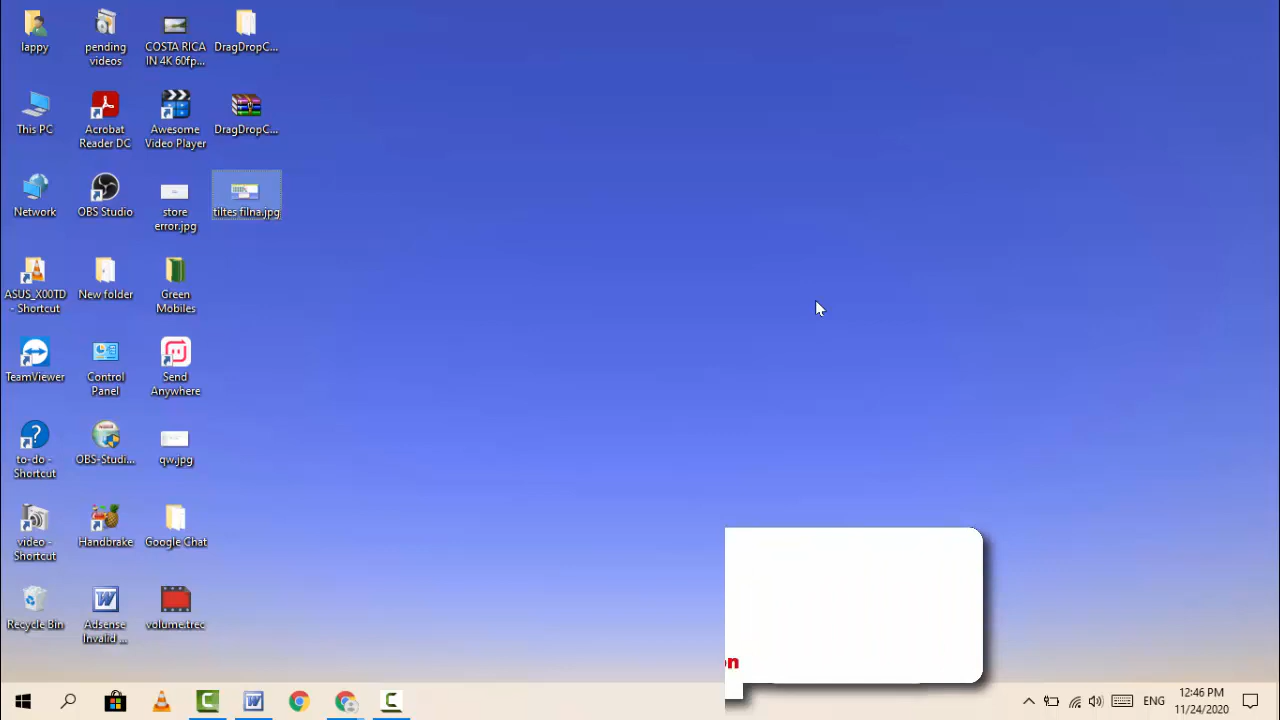 lappy
pending
videos
COSTA RICA
IN 4K 60fp...
DragDropC...
This PC
Acrobat
Reader DC
Awesome
Video Player
DragDropC...
Network
OBS Studio
store
error.jpg
tiltes filna.jpg
ASUS_X00TD
- Shortcut
New folder
Green
Mobiles
TeamViewer
Control
Panel
Send
Anywhere
to-do -
Shortcut
OBS-Studi...
qw.jpg
video -
Shortcut
Handbrake
Google Chat
Recycle Bin
Adsense
Invalid ...
volume.trec
on
ENG
12:46 PM
11/24/2020